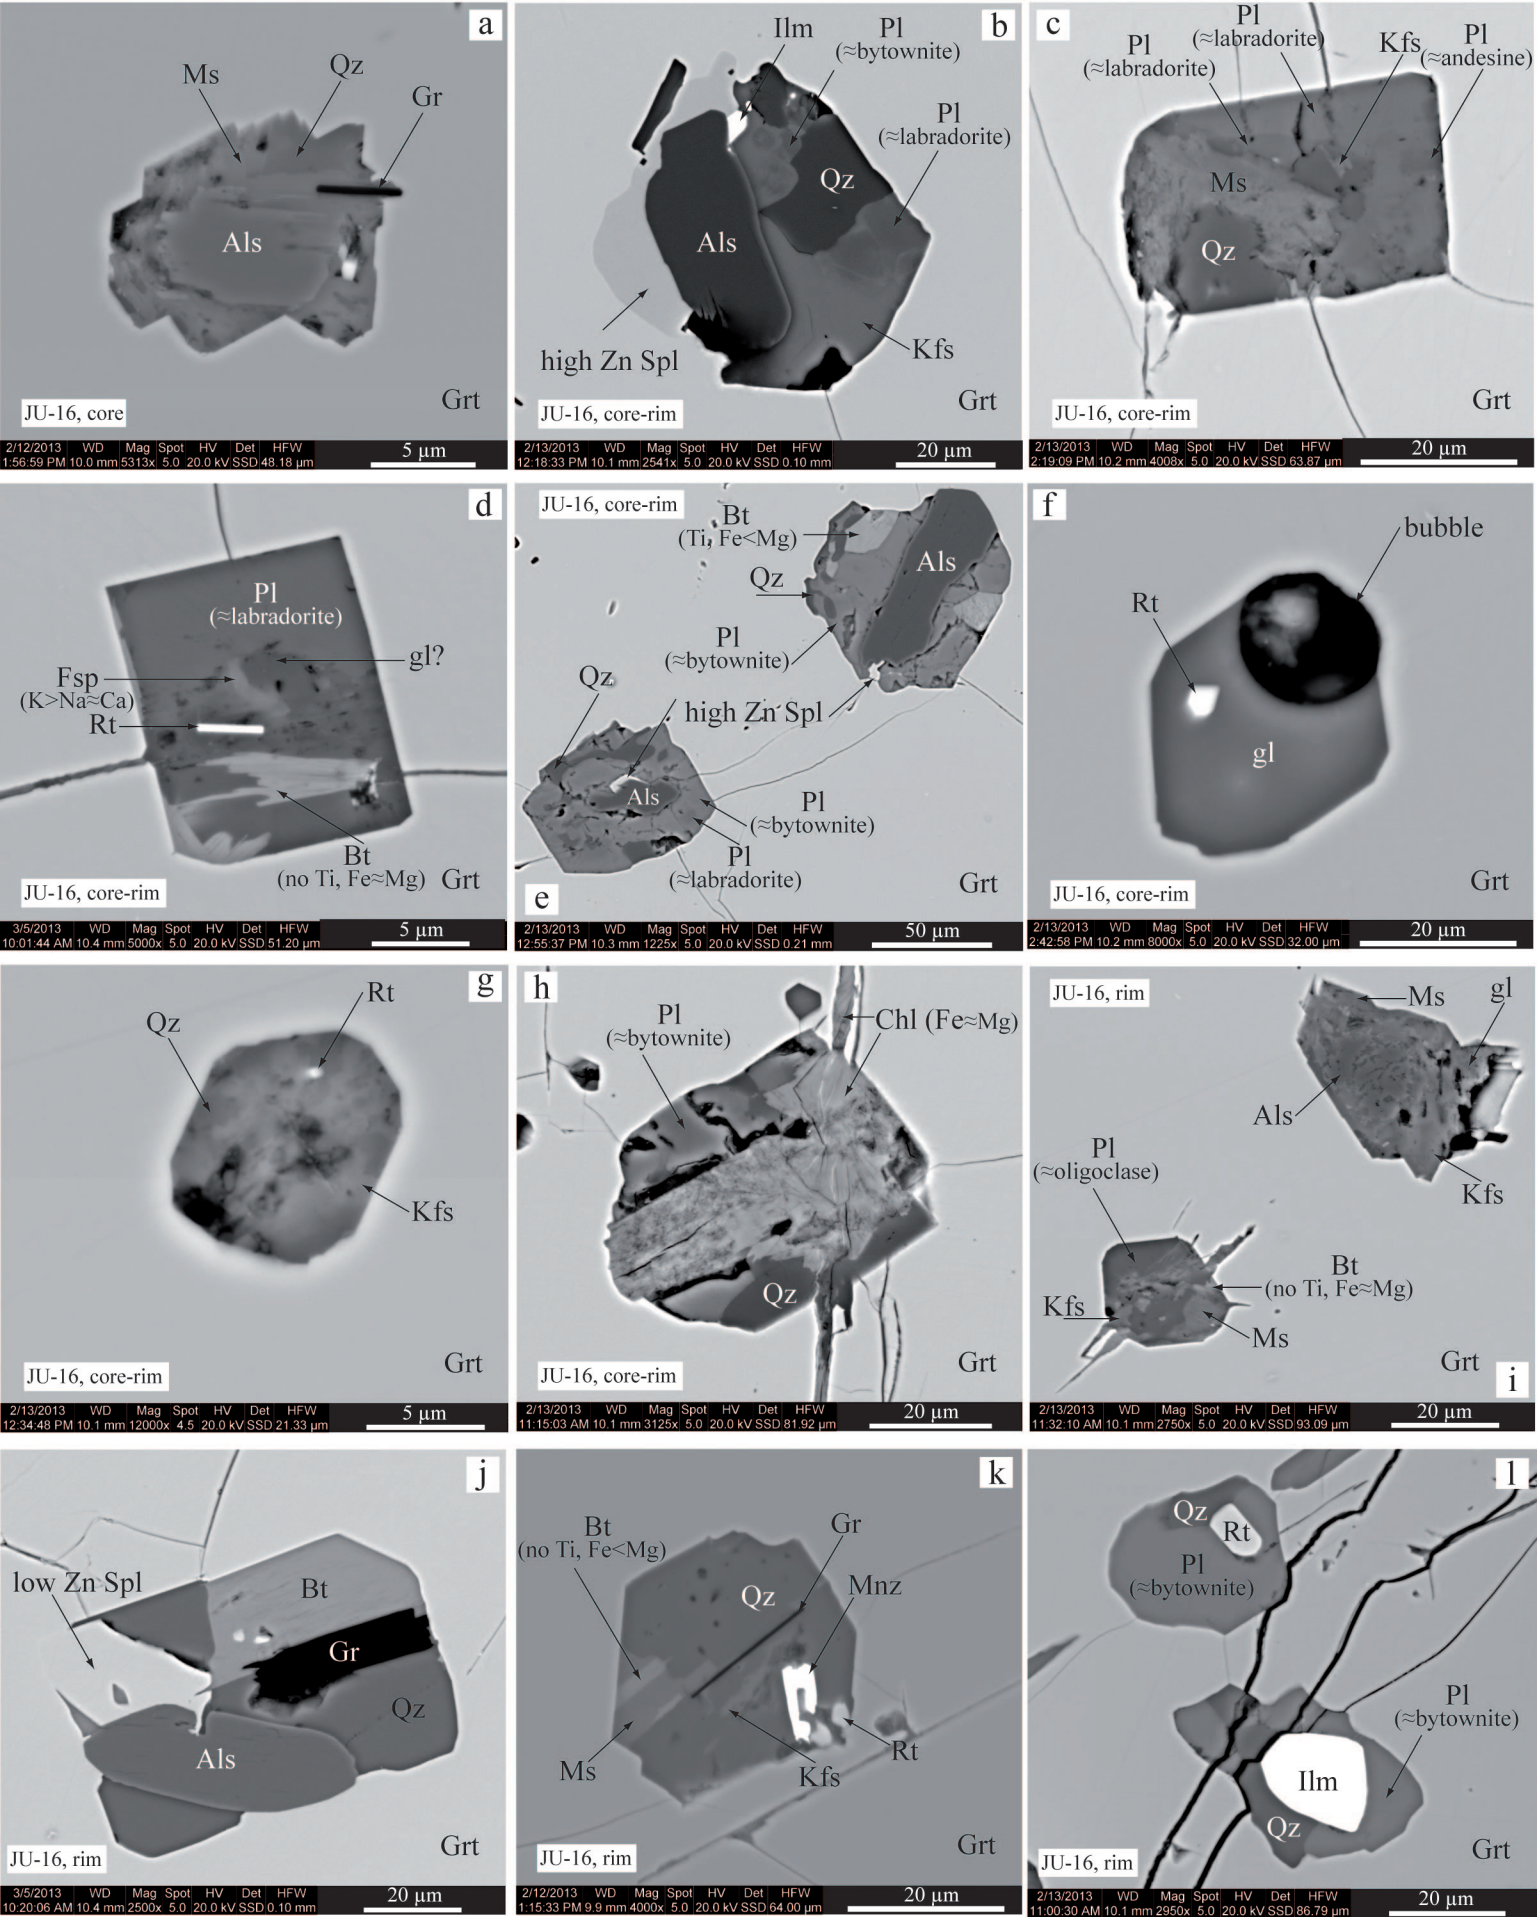 a
Ms
Qz
Gr
Als
JU-16, core
Grt
2/12/2013 WD Mag Spot HV Det HFW
1:56:59 PM 10.0 mm 5313x 5.0 20.0 kV SSD 48.18 µm
5 µm
b
Ilm
Pl
(≈bytownite)
Pl
(≈labradorite)
Qz
Als
high Zn Spl
Kfs
JU-16, core-rim
Grt
2/13/2013 WD Mag Spot HV Det HFW
12:18:33 PM 10.1 mm 2541x 5.0 20.0 kV SSD 0.10 mm
20 µm
c
Pl
(≈labradorite)
Pl
(≈labradorite)
Kfs
Pl
(≈andesine)
Ms
Qz
JU-16, core-rim
Grt
2/13/2013 WD Mag Spot HV Det HFW
2:19:09 PM 10.2 mm 4008x 5.0 20.0 kV SSD 63.87 µm
20 µm
d
Pl
(≈labradorite)
gl?
Fsp
(K>Na≈Ca)
Rt
Bt
(no Ti, Fe≈Mg)
Grt
JU-16, core-rim
3/5/2013 WD Mag Spot HV Det HFW
10:01:44 AM 10.4 mm 5000x 5.0 20.0 kV SSD 51.20 µm
5 µm
JU-16, core-rim
Bt
(Ti, Fe<Mg)
Als
Qz
Pl
(≈bytownite)
Qz
high Zn Spl
Als
Pl
(≈bytownite)
Pl
(≈labradorite)
Grt
e
2/13/2013 WD Mag Spot HV Det HFW
12:55:37 PM 10.3 mm 1225x 5.0 20.0 kV SSD 0.21 mm
50 µm
f
bubble
Rt
gl
JU-16, core-rim
Grt
2/13/2013 WD Mag Spot HV Det HFW
2:42:58 PM 10.2 mm 8000x 5.0 20.0 kV SSD 32.00 µm
20 µm
g
Rt
Qz
Kfs
Grt
JU-16, core-rim
2/13/2013 WD Mag Spot HV Det HFW
12:34:48 PM 10.1 mm 12000x 4.5 20.0 kV SSD 21.33 µm
5 µm
h
Pl
(≈bytownite)
Chl (Fe≈Mg)
Qz
Grt
JU-16, core-rim
2/13/2013 WD Mag Spot HV Det HFW
11:15:03 AM 10.1 mm 3125x 5.0 20.0 kV SSD 81.92 µm
20 µm
JU-16, rim
Ms
gl
Als
Kfs
Pl
(≈oligoclase)
Bt
(no Ti, Fe≈Mg)
Kfs
Ms
Grt
i
2/13/2013 WD Mag Spot HV Det HFW
11:32:10 AM 10.1 mm 2750x 5.0 20.0 kV SSD 93.09 µm
20 µm
j
low Zn Spl
Bt
Gr
Qz
Als
Grt
JU-16, rim
3/5/2013 WD Mag Spot HV Det HFW
10:20:06 AM 10.4 mm 2500x 5.0 20.0 kV SSD 0.10 mm
20 µm
k
Bt
(no Ti, Fe<Mg)
Gr
Qz
Mnz
Ms
Kfs
Rt
Grt
JU-16, rim
2/12/2013 WD Mag Spot HV Det HFW
1:15:33 PM 9.9 mm 4000x 5.0 20.0 kV SSD 64.00 µm
20 µm
l
Qz
Rt
Pl
(≈bytownite)
Pl
(≈bytownite)
Ilm
Qz
Grt
JU-16, rim
2/13/2013 WD Mag Spot HV Det HFW
11:00:30 AM 10.1 mm 2950x 5.0 20.0 kV SSD 86.79 µm
20 µm